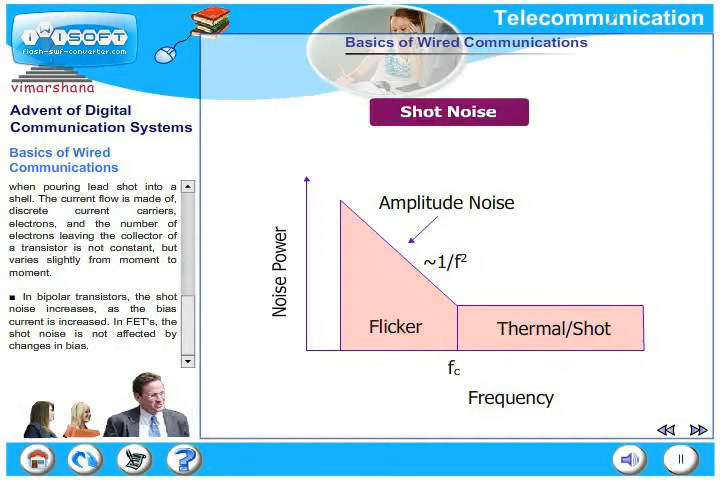 Telecommunication
Basics of Wired Communications
iWiSOFT
flash-swf-converter.com
vimarshana
Advent of Digital
Communication Systems
Basics of Wired
Communications
when pouring lead shot into a
shell. The current flow is made of,
discrete current carriers,
electrons, and the number of
electrons leaving the collector of
a transistor is not constant, but
varies slightly from moment to
moment.
■ In bipolar transistors, the shot
noise increases, as the bias
current is increased. In FET's, the
shot noise is not affected by
changes in bias.
Shot Noise
Amplitude Noise
~1/f²
Noise Power
Flicker
Thermal/Shot
fc
Frequency